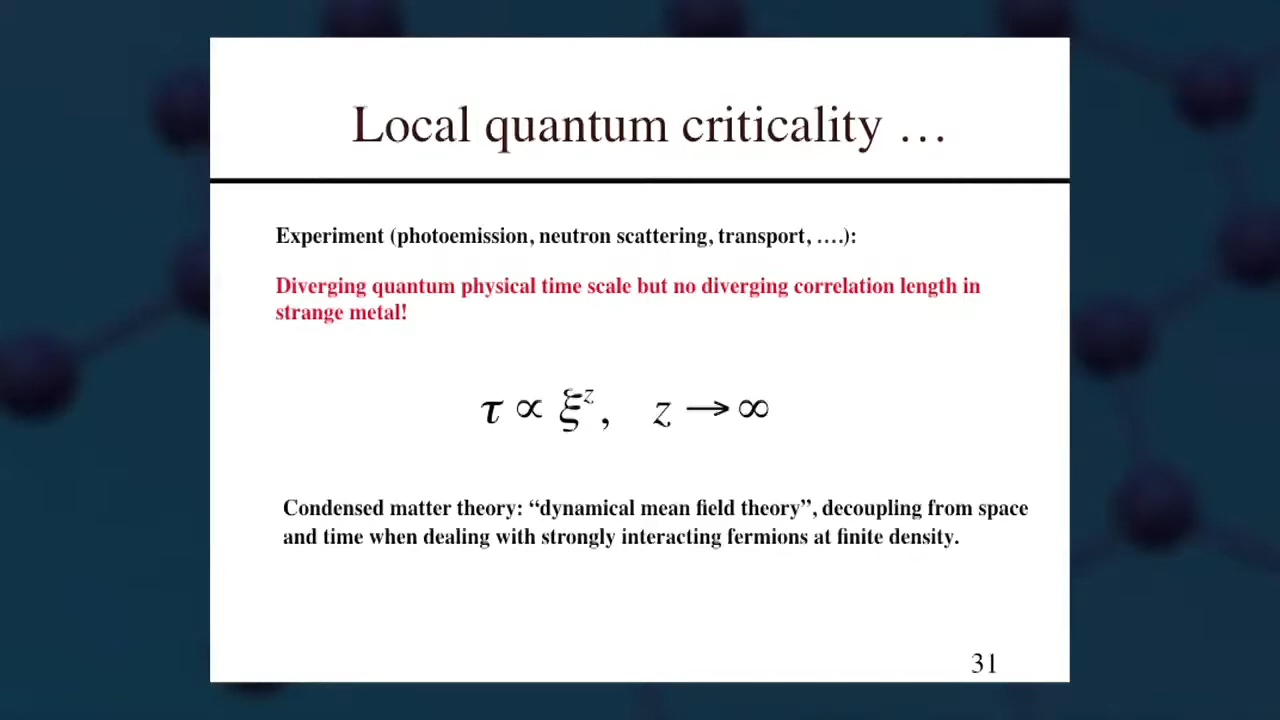 Local quantum criticality …
Experiment (photoemission, neutron scattering, transport, ….):
Diverging quantum physical time scale but no diverging correlation length in
strange metal!
τ ∝ ξ^z,   z → ∞
Condensed matter theory: “dynamical mean field theory”, decoupling from space
and time when dealing with strongly interacting fermions at finite density.
31